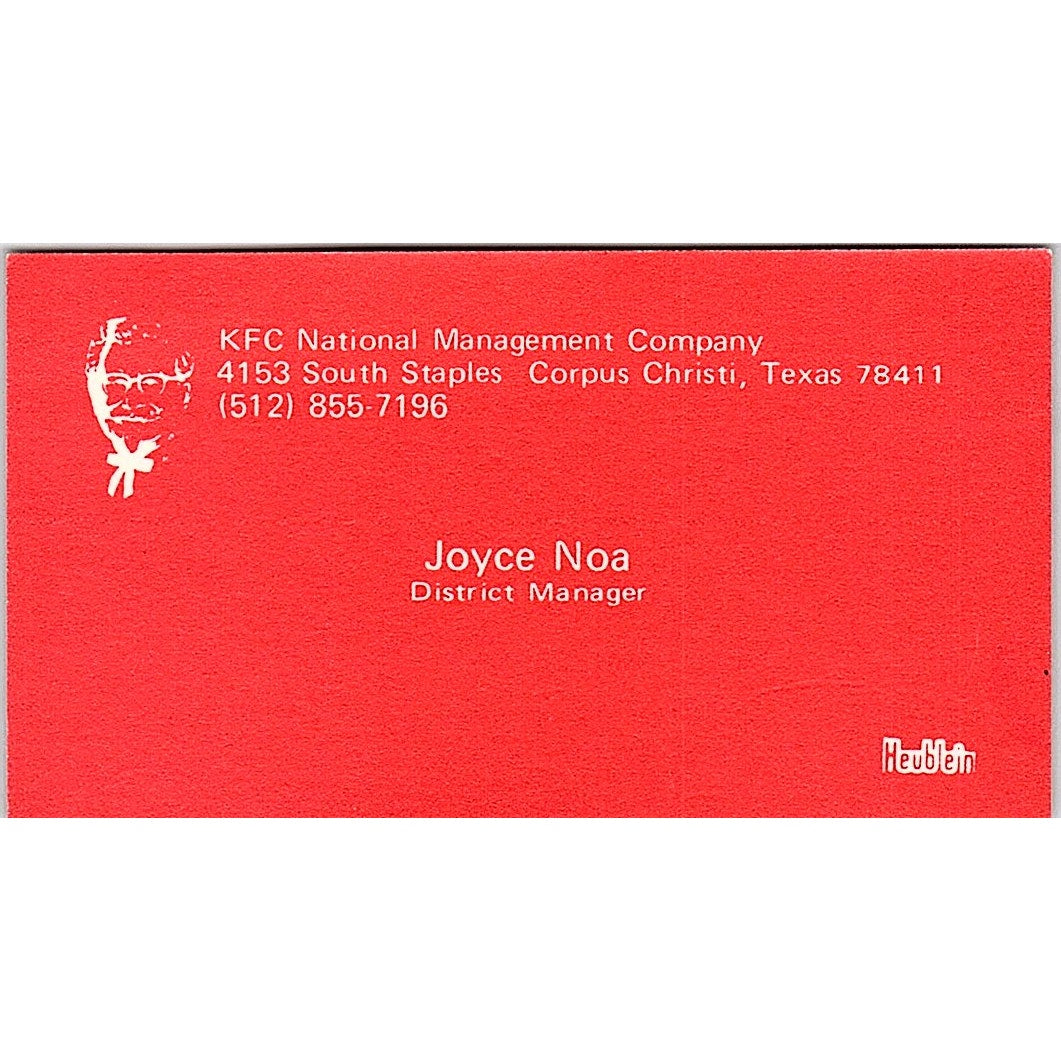 KFC National Management Company
4153 South Staples Corpus Christi, Texas 78411
(512) 855-7196
Joyce Noa
District Manager
Heublein